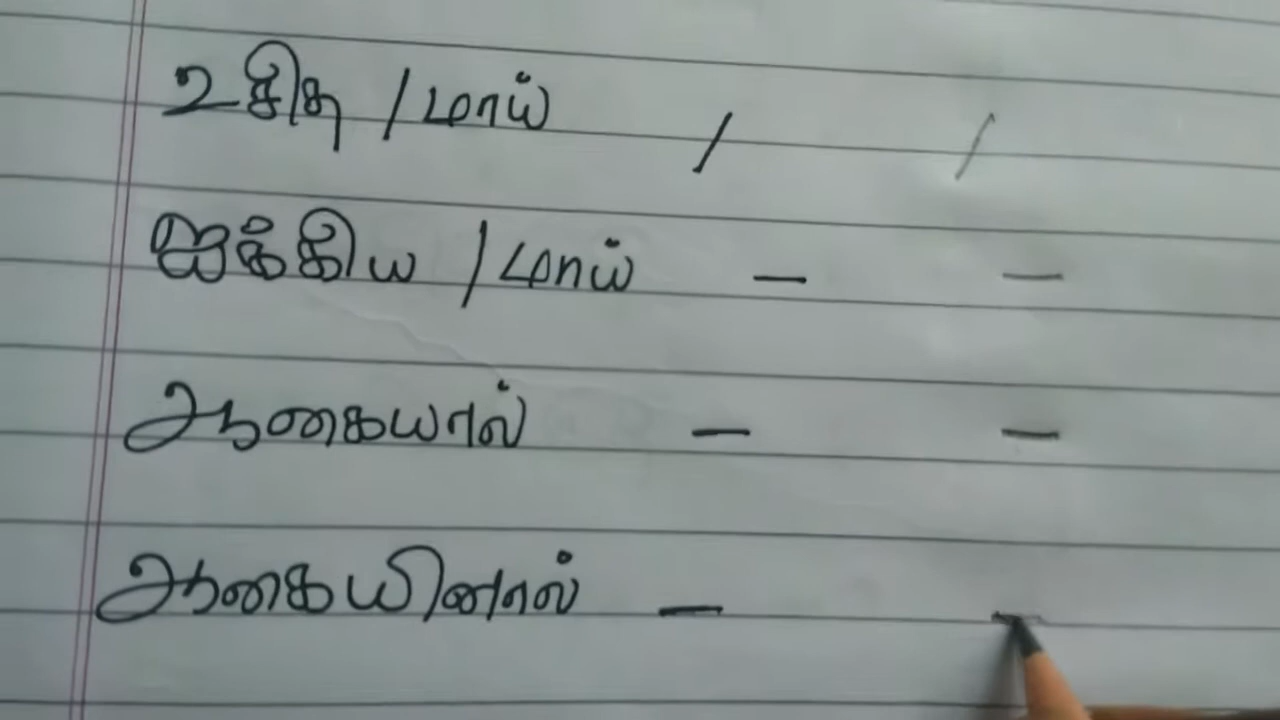 உசித /மாய் / /
ஐக்கிய /மாய் — —
ஆகையால் — —
ஆகையினால் — —